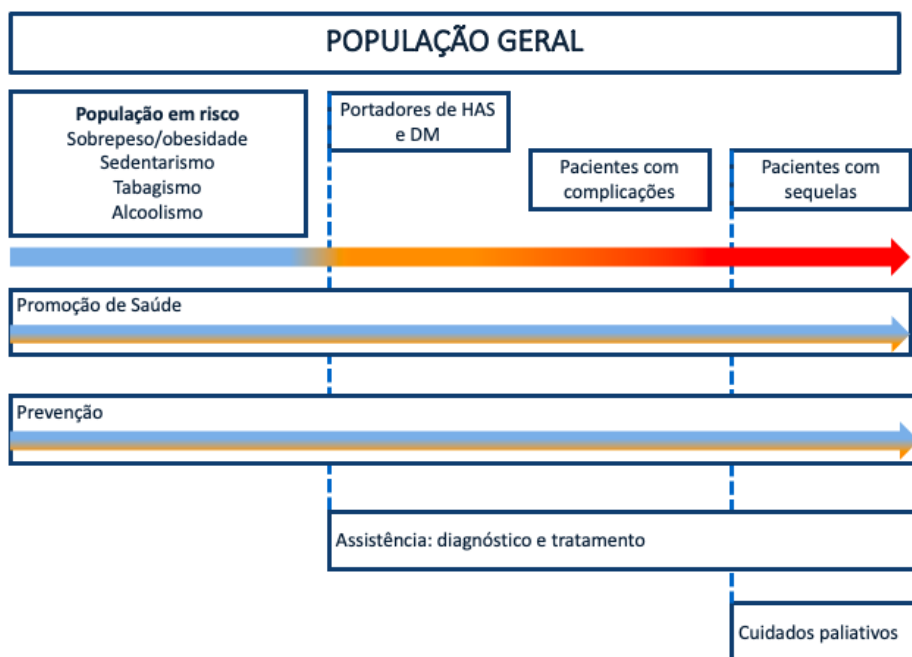 POPULAÇÃO GERAL
População em risco
Sobrepeso/obesidade
Sedentarismo
Tabagismo
Alcoolismo
Portadores de HAS
e DM
Pacientes com
complicações
Pacientes com
sequelas
Promoção de Saúde
Prevenção
Assistência: diagnóstico e tratamento
Cuidados paliativos